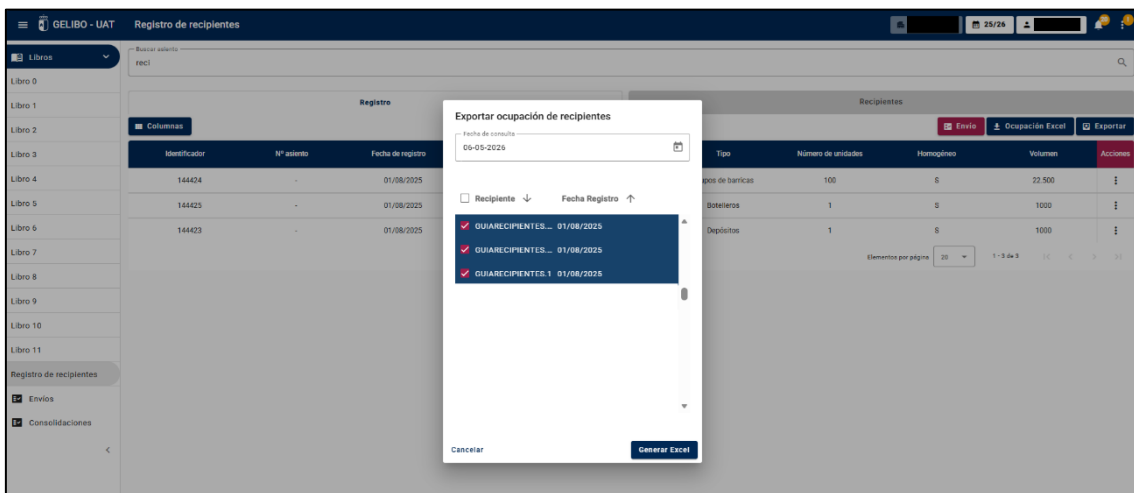 GELIBO - UAT
Registro de recipientes
25/26
Libros
Buscar asiento
reci
Libro 0
Libro 1
Libro 2
Libro 3
Libro 4
Libro 5
Libro 6
Libro 7
Libro 8
Libro 9
Libro 10
Libro 11
Registro de recipientes
Envíos
Consolidaciones
Registro
Recipientes
Columnas
Envío
Ocupación Excel
Exportar
Identificador Nº asiento Fecha de registro Tipo Número de unidades Homogéneo Volumen Acciones
144424 - 01/08/2025 upos de barricas 100 S 22.500
144425 - 01/08/2025 Botelleros 1 S 1000
144423 - 01/08/2025 Depósitos 1 S 1000
Elementos por página 20 1 - 3 de 3
Exportar ocupación de recipientes
Fecha de consulta
06-05-2026
Recipiente Fecha Registro
GUIARECIPIENTES.... 01/08/2025
GUIARECIPIENTES.... 01/08/2025
GUIARECIPIENTES.1 01/08/2025
Cancelar
Generar Excel